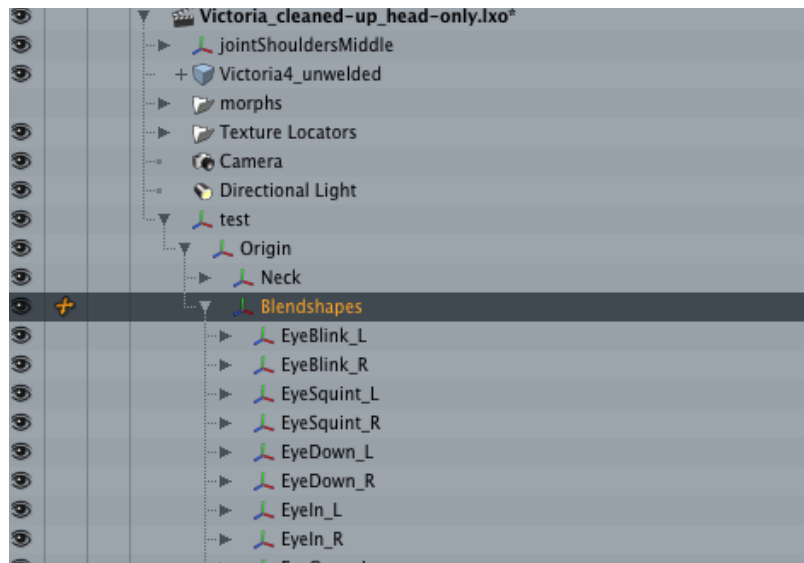 Victoria_cleaned-up_head-only.lxo*
jointShouldersMiddle
Victoria4_unwelded
morphs
Texture Locators
Camera
Directional Light
test
Origin
Neck
Blendshapes
EyeBlink_L
EyeBlink_R
EyeSquint_L
EyeSquint_R
EyeDown_L
EyeDown_R
EyeIn_L
EyeIn_R